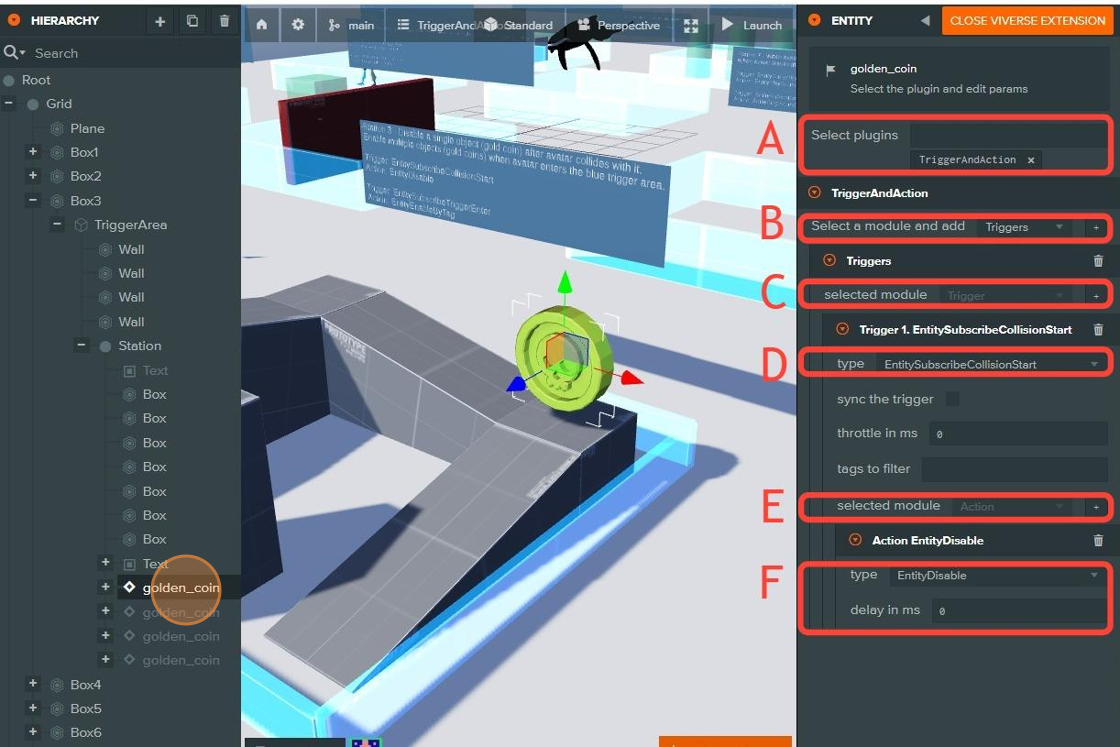 HIERARCHY
Search
Root
Grid
Plane
Box1
Box2
Box3
TriggerArea
Wall
Wall
Wall
Wall
Station
Text
Box
Box
Box
Box
Box
Box
Box
Text
golden_coin
golden_coin
golden_coin
golden_coin
Box4
Box5
Box6
main
TriggerAnd
Standard
Perspective
Launch
Disable a single object (gold coin) after avatar collides with it.
Enable multiple objects (gold coins) when avatar enters the blue trigger area.
Trigger: EntitySubscribeCollisionStart
Action: EntityDisable
Trigger: EntitySubscribeTriggerEnter
Action: EntityEnableByTag
PROTOTYPE
A
B
C
D
E
F
ENTITY
CLOSE VIVERSE EXTENSION
golden_coin
Select the plugin and edit params
Select plugins
TriggerAndAction ×
TriggerAndAction
Select a module and add Triggers +
Triggers
selected module Trigger +
Trigger 1. EntitySubscribeCollisionStart
type EntitySubscribeCollisionStart
sync the trigger
throttle in ms 0
tags to filter
selected module Action +
Action EntityDisable
type EntityDisable
delay in ms 0